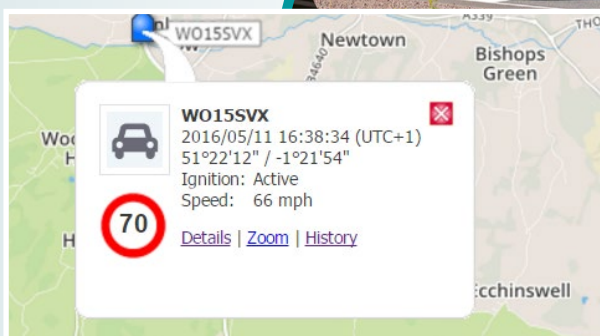 A339
WO15SVX
Newtown
Bishops
Green
WO15SVX
2016/05/11 16:38:34 (UTC+1)
51°22'12" / -1°21'54"
Ignition: Active
Speed: 66 mph
70
Details | Zoom | History
Ecchinswell